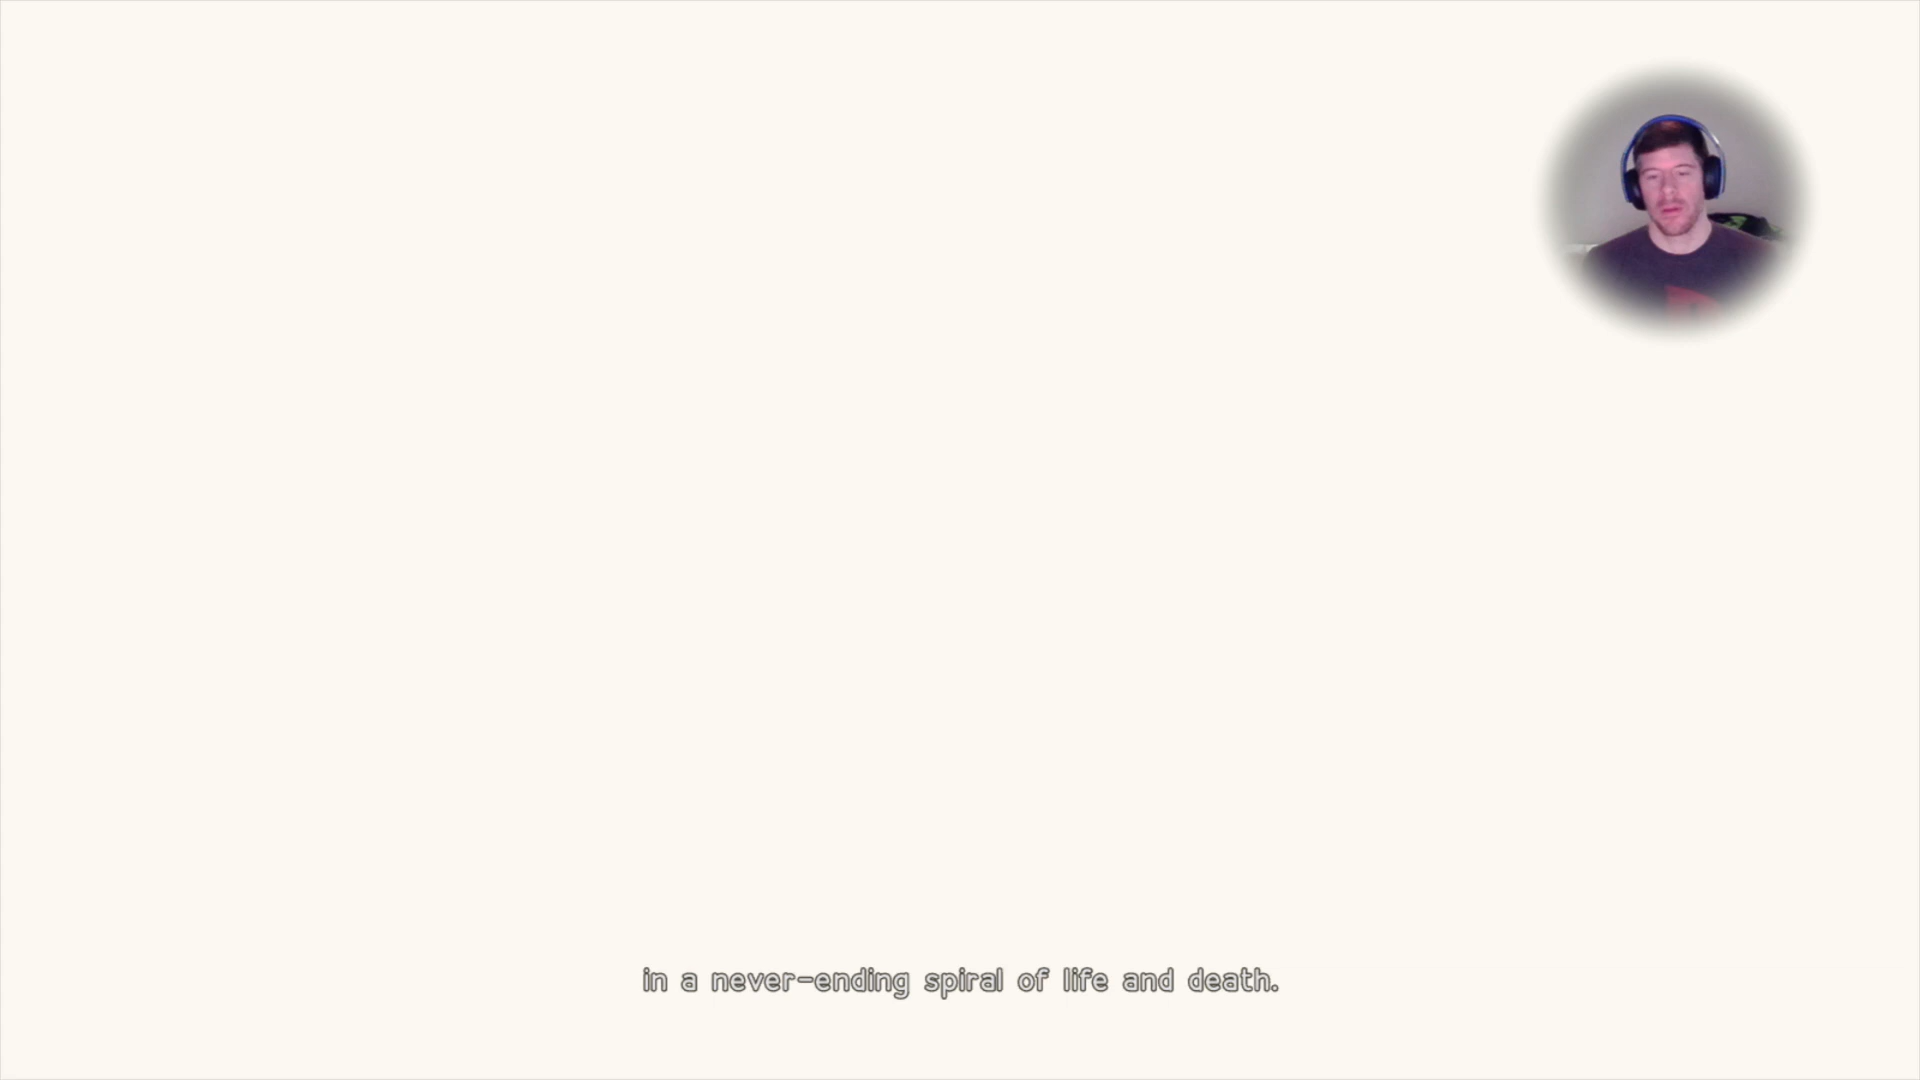 in a never-ending spiral of life and death.